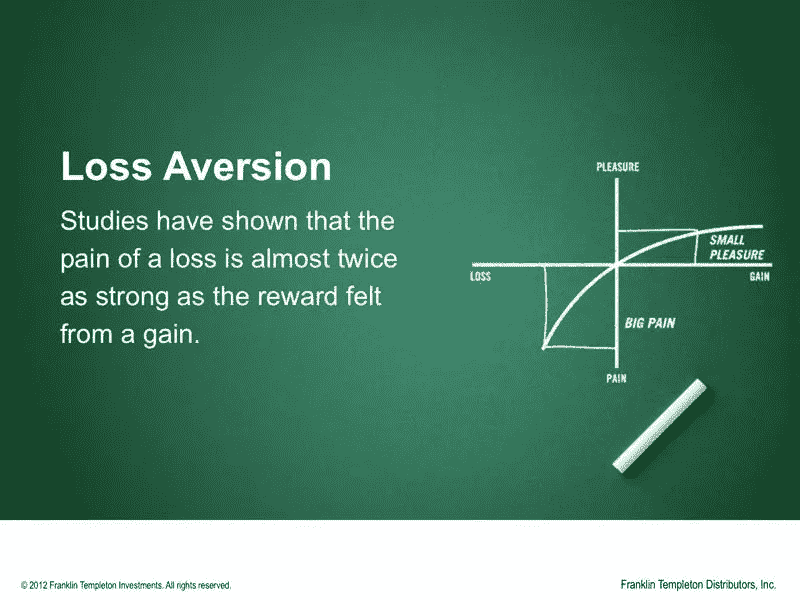 Loss Aversion
Studies have shown that the
pain of a loss is almost twice
as strong as the reward felt
from a gain.
PLEASURE
SMALL
PLEASURE
LOSS
GAIN
BIG PAIN
PAIN
© 2012 Franklin Templeton Investments. All rights reserved.
Franklin Templeton Distributors, Inc.